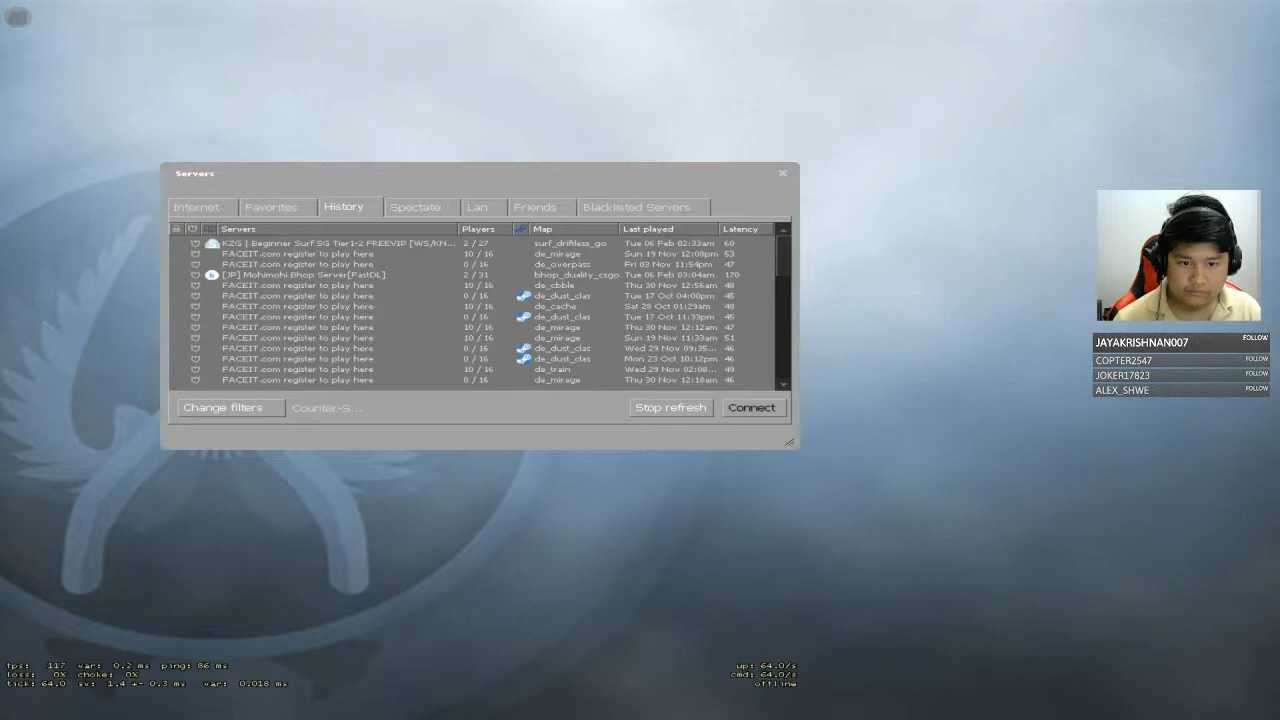 Servers
Internet Favorites History Spectate Lan Friends Blacklisted Servers
Servers Players Map Last played Latency
KZG | Beginner Surf SG Tier1-2 FREEVIP [WS/KN... 2 / 27 surf_driftless_go Tue 06 Feb 02:33am 60
FACEIT.com register to play here 10 / 16 de_mirage Sun 19 Nov 12:08pm 53
FACEIT.com register to play here 0 / 16 de_overpass Fri 03 Nov 11:54pm 47
[JP] Mohimohi Bhop Server[FastDL] 2 / 31 bhop_duality_csgo Tue 06 Feb 03:04am 170
FACEIT.com register to play here 10 / 16 de_cbble Thu 30 Nov 12:56am 48
FACEIT.com register to play here 0 / 16 de_dust_clas Tue 17 Oct 04:00pm 45
FACEIT.com register to play here 10 / 16 de_cache Sat 28 Oct 01:29am 48
FACEIT.com register to play here 0 / 16 de_dust_clas Tue 17 Oct 11:33pm 45
FACEIT.com register to play here 10 / 16 de_mirage Thu 30 Nov 12:12am 47
FACEIT.com register to play here 10 / 16 de_mirage Sun 19 Nov 11:33am 51
FACEIT.com register to play here 0 / 16 de_dust_clas Wed 29 Nov 09:35... 46
FACEIT.com register to play here 0 / 16 de_dust_clas Mon 23 Oct 10:12pm 46
FACEIT.com register to play here 10 / 16 de_train Wed 29 Nov 02:08... 49
FACEIT.com register to play here 0 / 16 de_mirage Thu 30 Nov 12:18am 46
Change filters Counter-S... Stop refresh Connect
JAYAKRISHNAN007 FOLLOW
COPTER2547 FOLLOW
JOKER17823 FOLLOW
ALEX_SHWE FOLLOW
fps: 117 var: 0.2 ms ping: 86 ms
loss: 0% choke: 0%
tick: 64.0 sv: 1.4 +- 0.3 ms var: 0.018 ms
up: 64.0/s
cmd: 64.0/s
offline